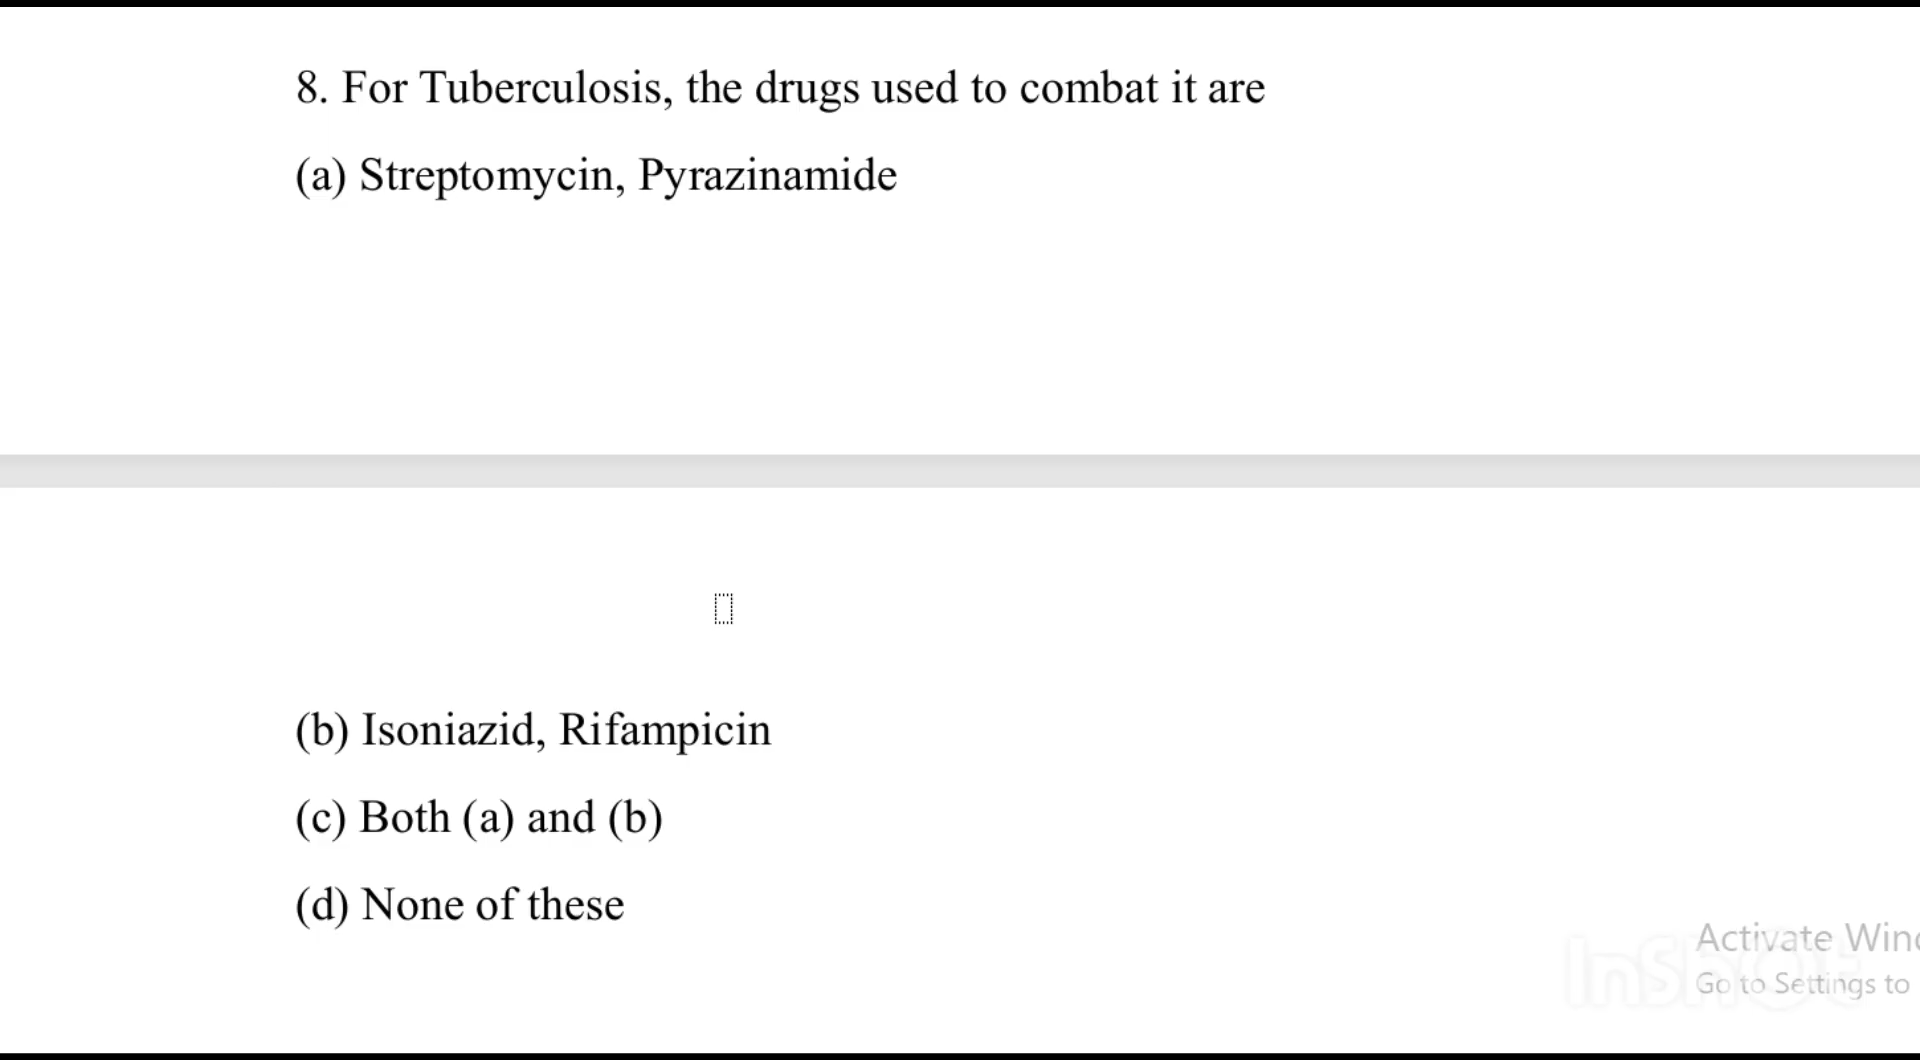 8. For Tuberculosis, the drugs used to combat it are
(a) Streptomycin, Pyrazinamide
(b) Isoniazid, Rifampicin
(c) Both (a) and (b)
(d) None of these
Activate Win
Go to Settings to
InShOt